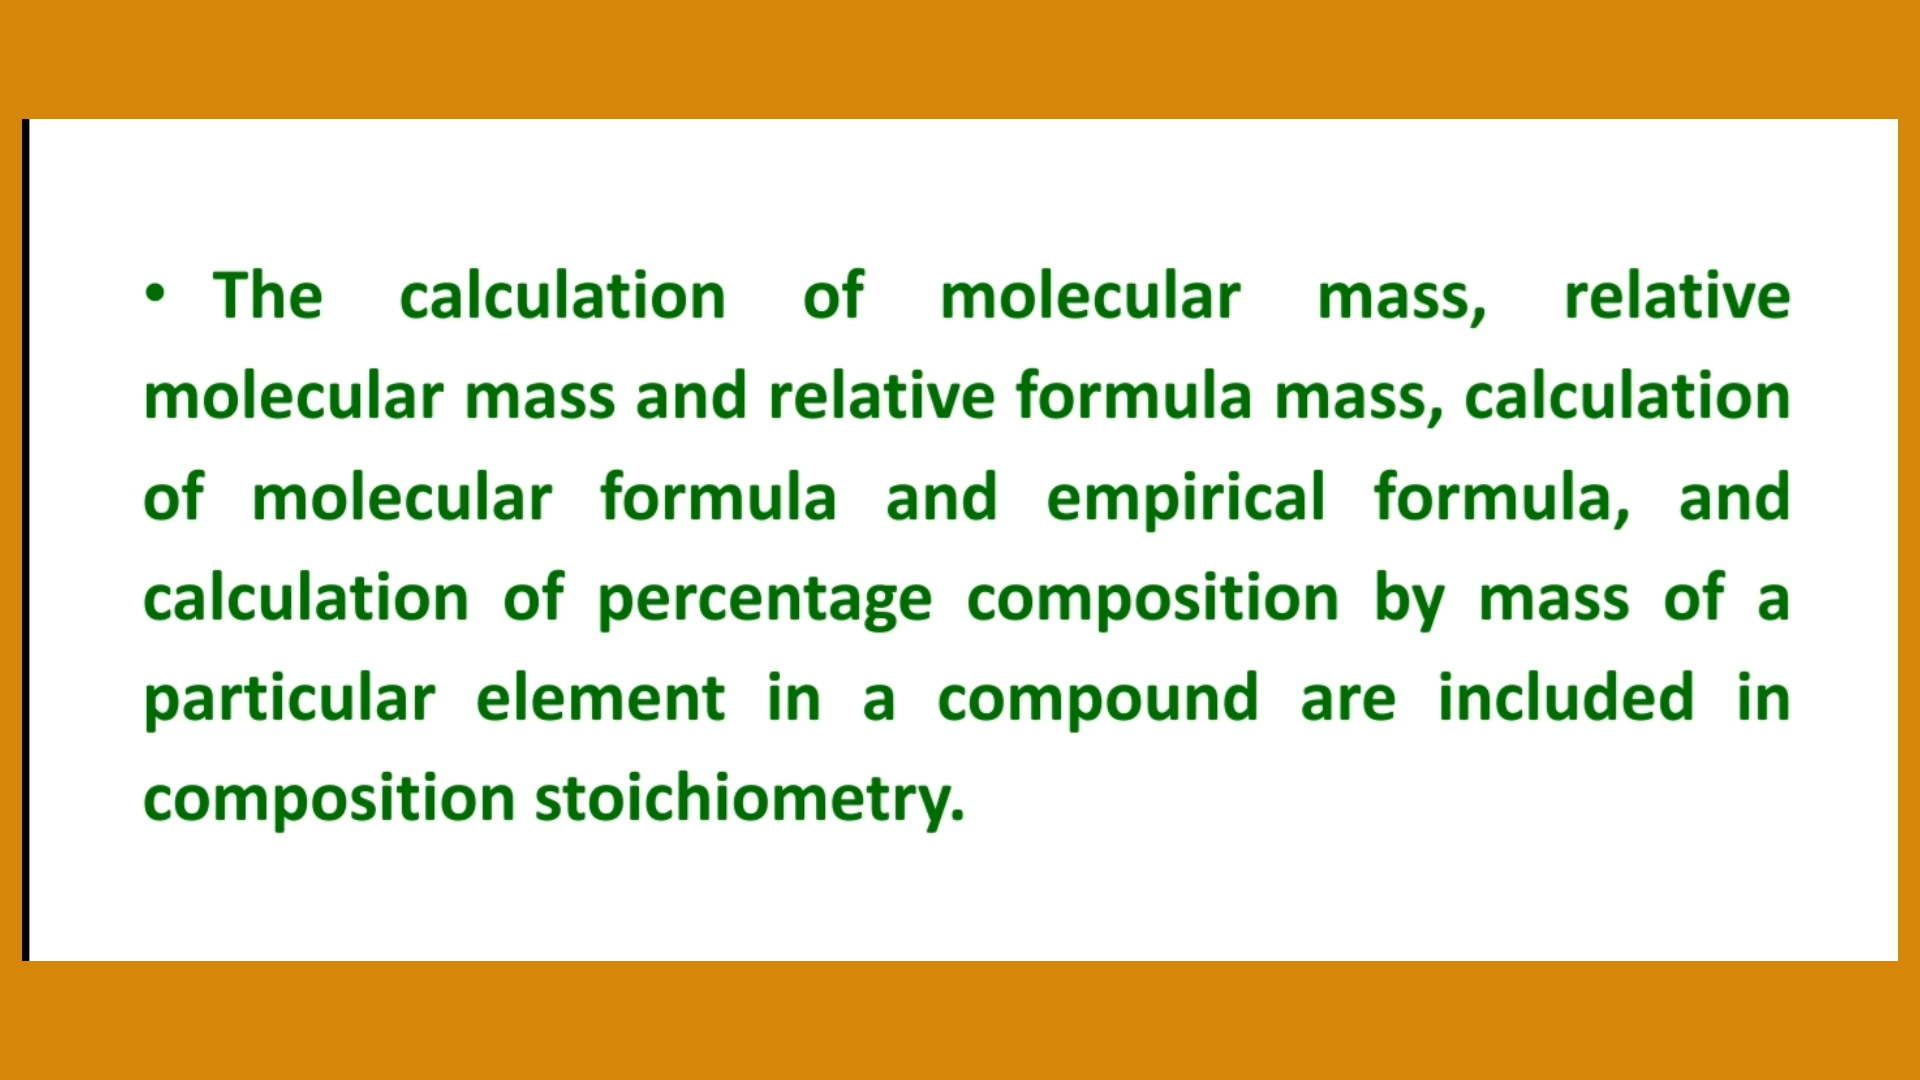 • The calculation of molecular mass, relative
molecular mass and relative formula mass, calculation
of molecular formula and empirical formula, and
calculation of percentage composition by mass of a
particular element in a compound are included in
composition stoichiometry.